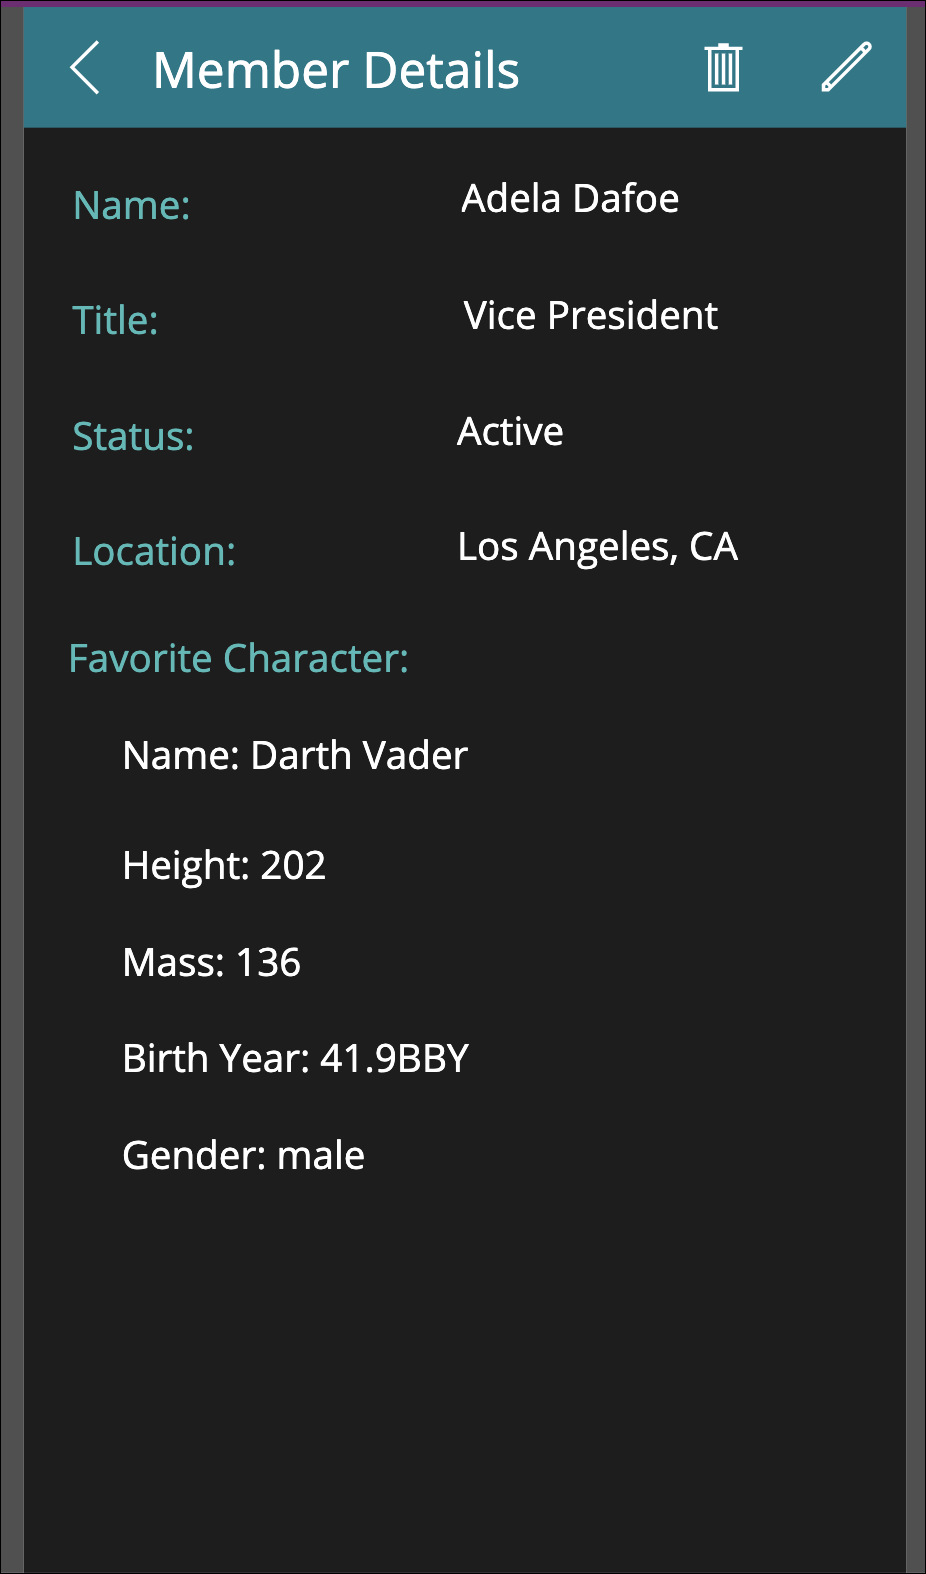 Member Details
Name: Adela Dafoe
Title: Vice President
Status: Active
Location: Los Angeles, CA
Favorite Character:
Name: Darth Vader
Height: 202
Mass: 136
Birth Year: 41.9BBY
Gender: male